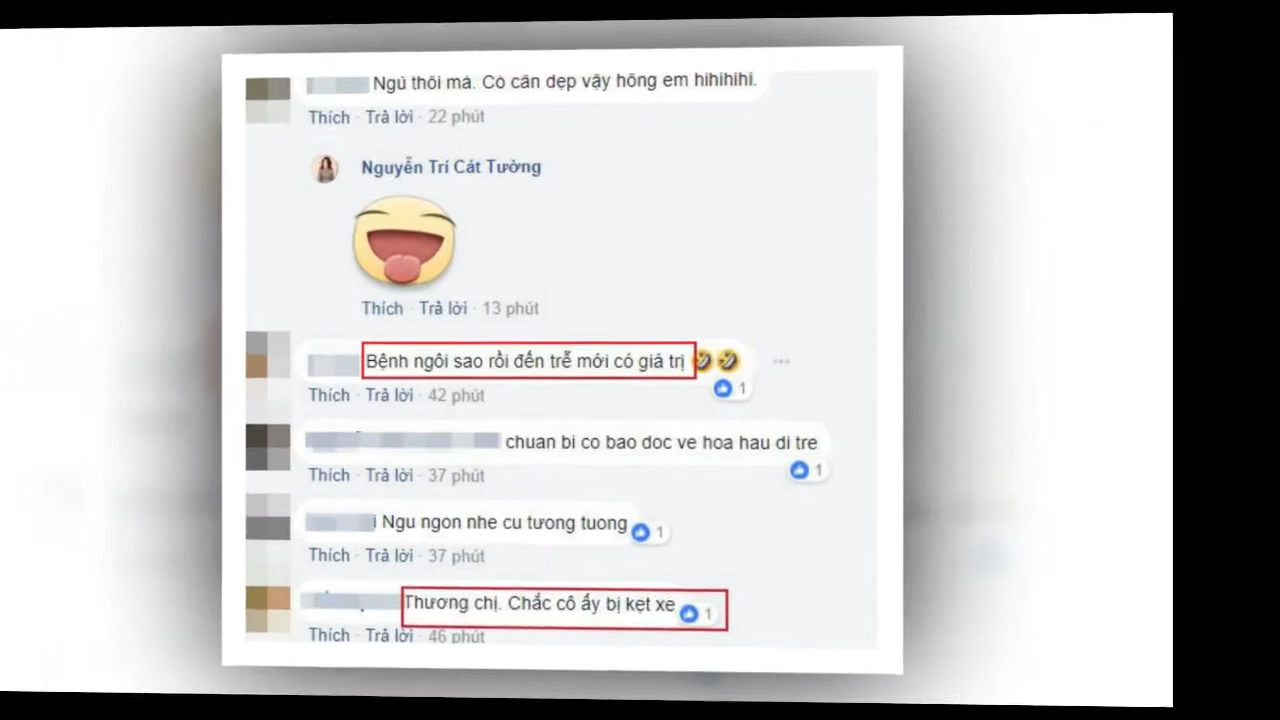 Ngủ thôi má. Cò cần dẹp vậy hông em hihihihi.
Thích · Trả lời · 22 phút
Nguyễn Trí Cát Tường
Thích · Trả lời · 13 phút
Bệnh ngôi sao rồi đến trễ mới có giá trị
1
Thích · Trả lời · 42 phút
chuan bi co bao doc ve hoa hau di tre
1
Thích · Trả lời · 37 phút
Ngu ngon nhe cu tương tuong
1
Thích · Trả lời · 37 phút
Thương chị. Chắc cô ấy bị kẹt xe
1
Thích · Trả lời · 46 phút